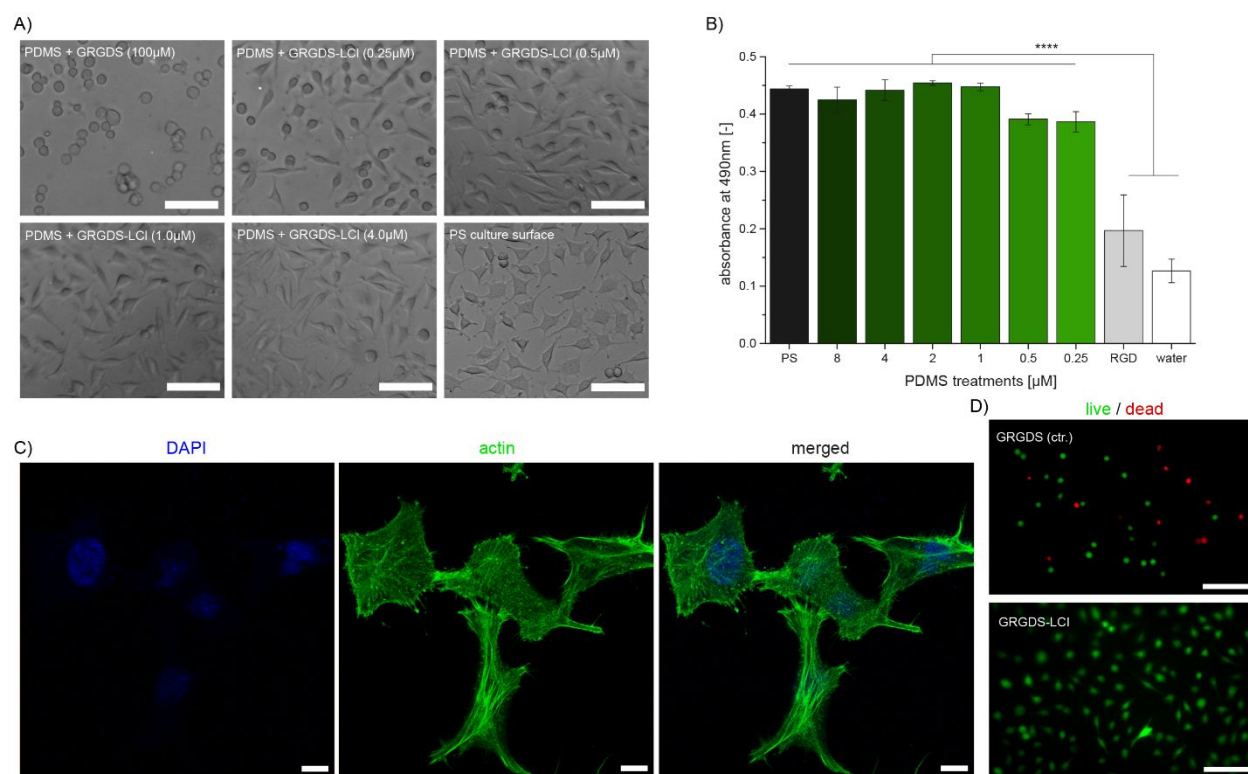 A)
PDMS + GRGDS (100µM)
PDMS + GRGDS-LCI (0.25µM)
PDMS + GRGDS-LCI (0.5µM)
PDMS + GRGDS-LCI (1.0µM)
PDMS + GRGDS-LCI (4.0µM)
PS culture surface
B)
****
0.5
0.4
0.3
0.2
0.1
0.0
absorbance at 490nm [-]
PS 8 4 2 1 0.5 0.25 RGD water
PDMS treatments [µM]
C)
DAPI
actin
merged
D)
live / dead
GRGDS (ctr.)
GRGDS-LCI